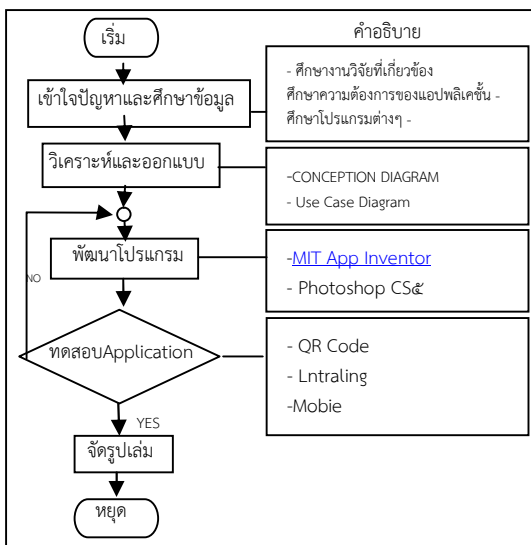 เริ่ม
คำอธิบาย
เข้าใจปัญหาและศึกษาข้อมูล
- ศึกษางานวิจัยที่เกี่ยวข้อง
ศึกษาความต้องการของแอปพลิเคชั้น -
ศึกษาโปรแกรมต่างๆ -
วิเคราะห์และออกแบบ
-CONCEPTION DIAGRAM
- Use Case Diagram
พัฒนาโปรแกรม
-MIT App Inventor
- Photoshop CS๕
NO
ทดสอบApplication
- QR Code
- Lntraling
-Mobie
YES
จัดรูปเล่ม
หยุด